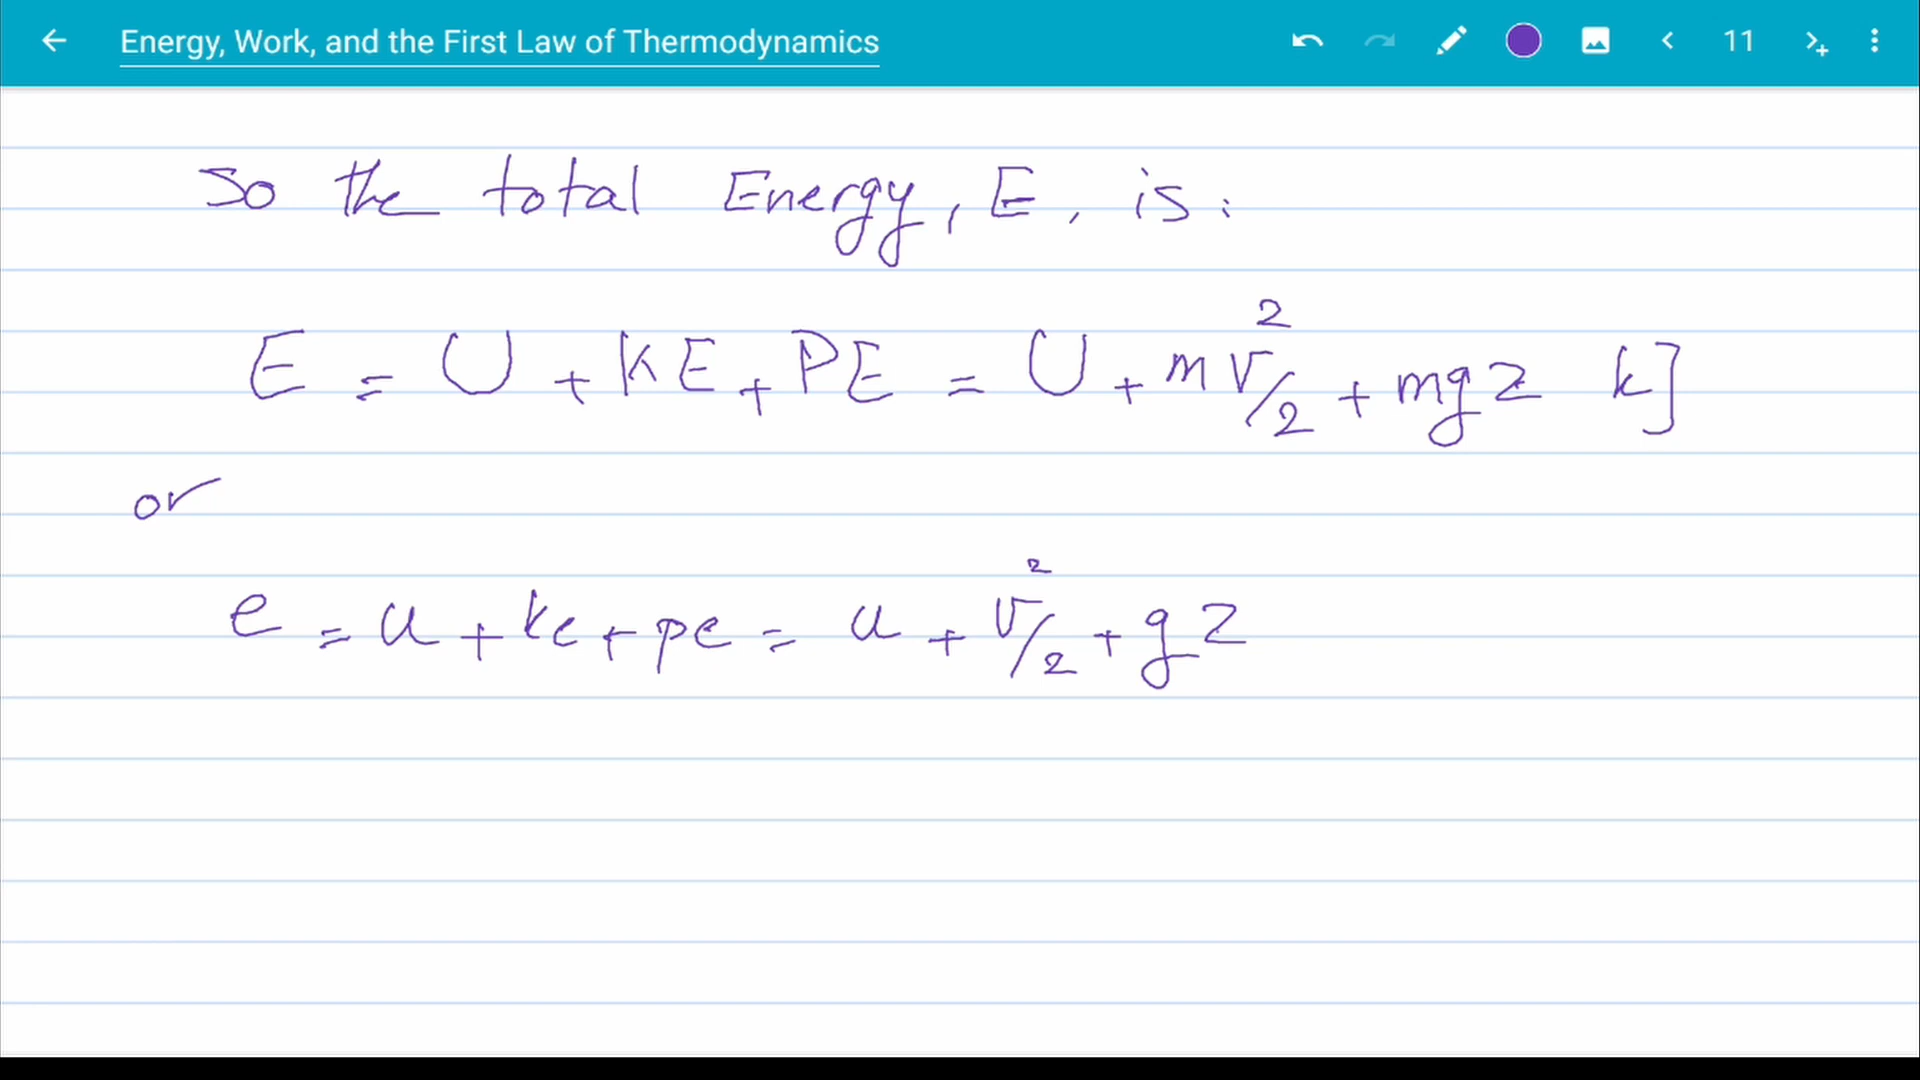 Energy, Work, and the First Law of Thermodynamics 11
So the total Energy, E, is:
E = U + KE + PE = U + mV²/2 + mgz kJ
or
e = u + ke + pe = u + V²/2 + gz